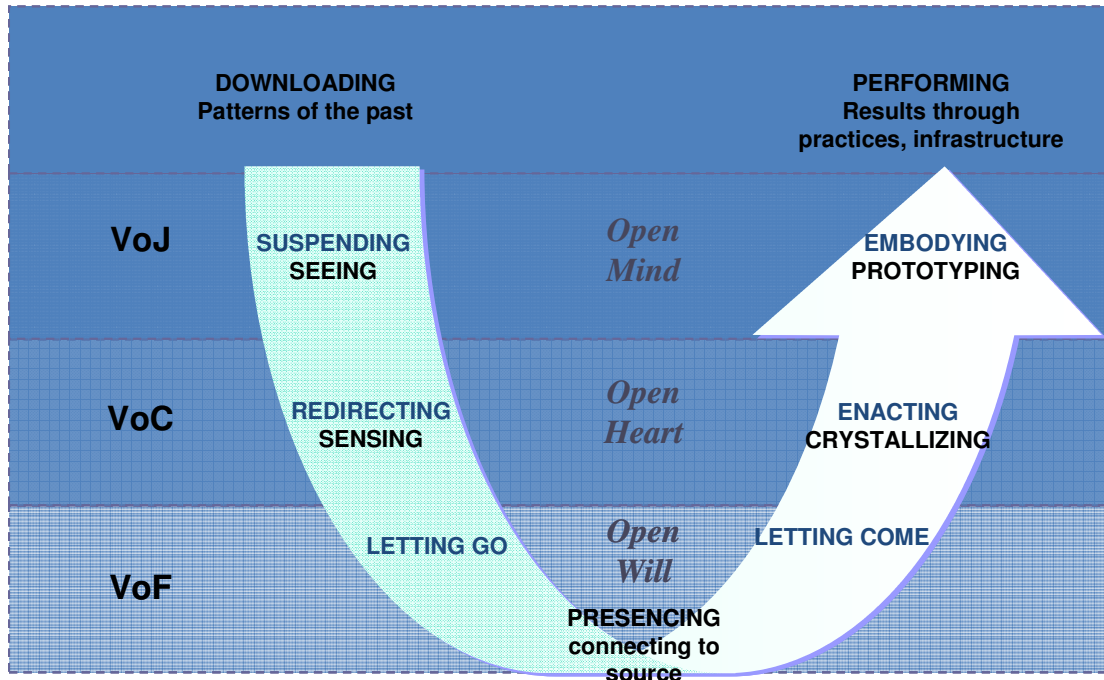 DOWNLOADING
Patterns of the past
PERFORMING
Results through
practices, infrastructure
VoJ
SUSPENDING
SEEING
Open
Mind
EMBODYING
PROTOTYPING
VoC
REDIRECTING
SENSING
Open
Heart
ENACTING
CRYSTALLIZING
VoF
LETTING GO
Open
Will
LETTING COME
PRESENCING
connecting to
source